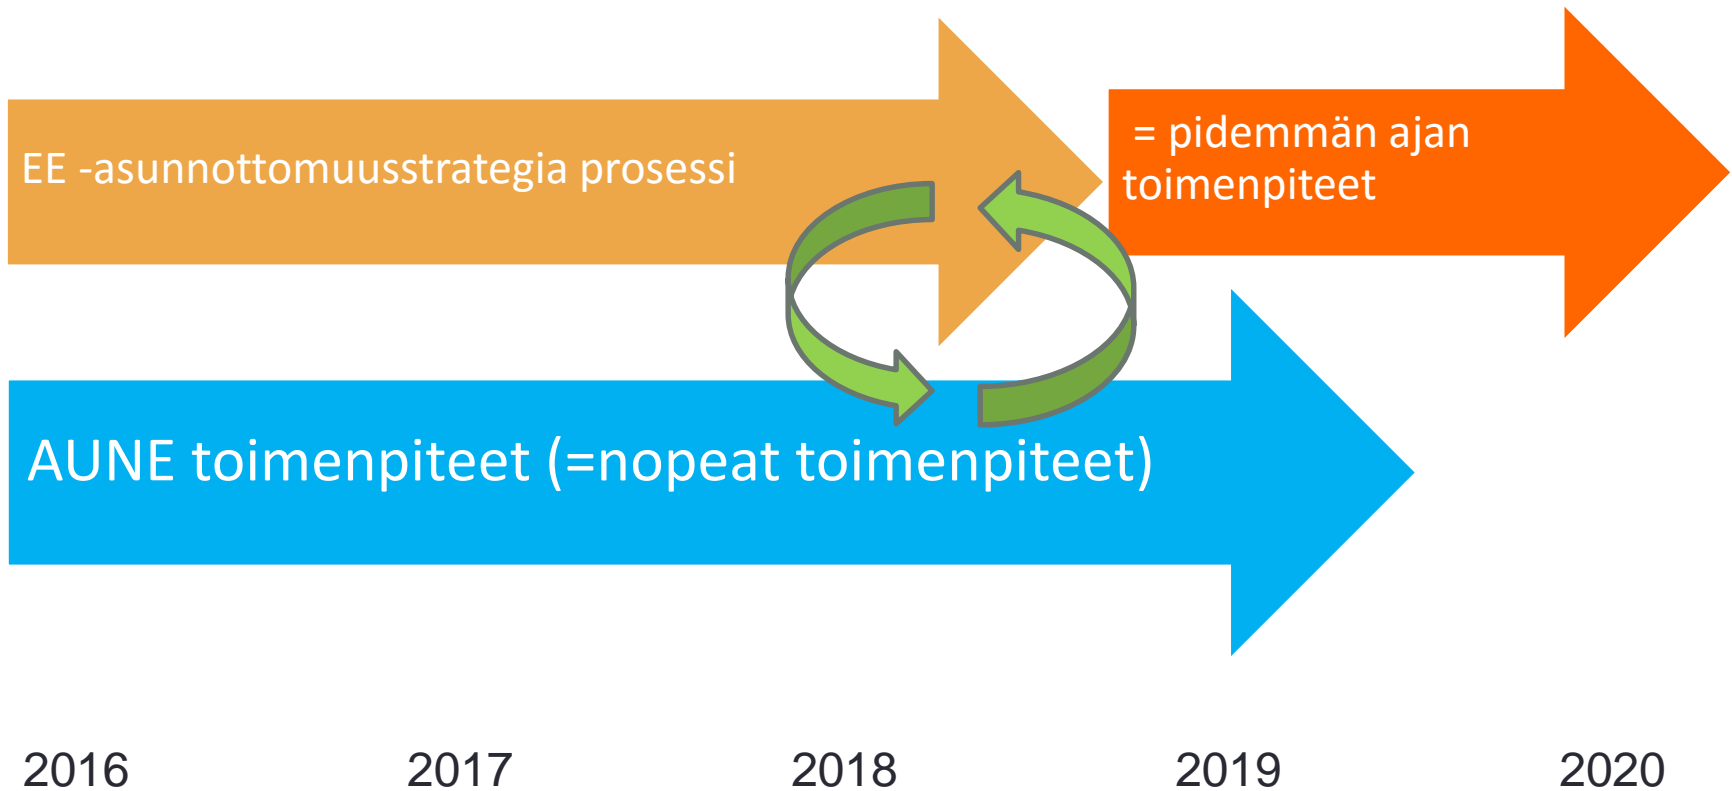 EE -asunnottomuusstrategia prosessi
= pidemmän ajan
toimenpiteet
AUNE toimenpiteet (=nopeat toimenpiteet)
2016 2017 2018 2019 2020